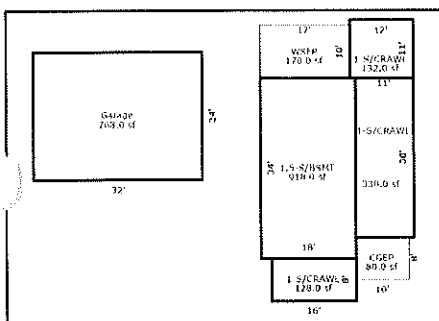 17'
WSEP
170.0 sf
10'
12'
11'
1-S/CRAWL
132.0 sf
Garage
768.0 sf
24'
32'
11'
1-S/CRAWL
330.0 sf
30'
1.5-S/BSMT
918.0 sf
34'
18'
CGEP
80.0 sf
8'
10'
1-S/CRAWL
128.0 sf
8'
16'